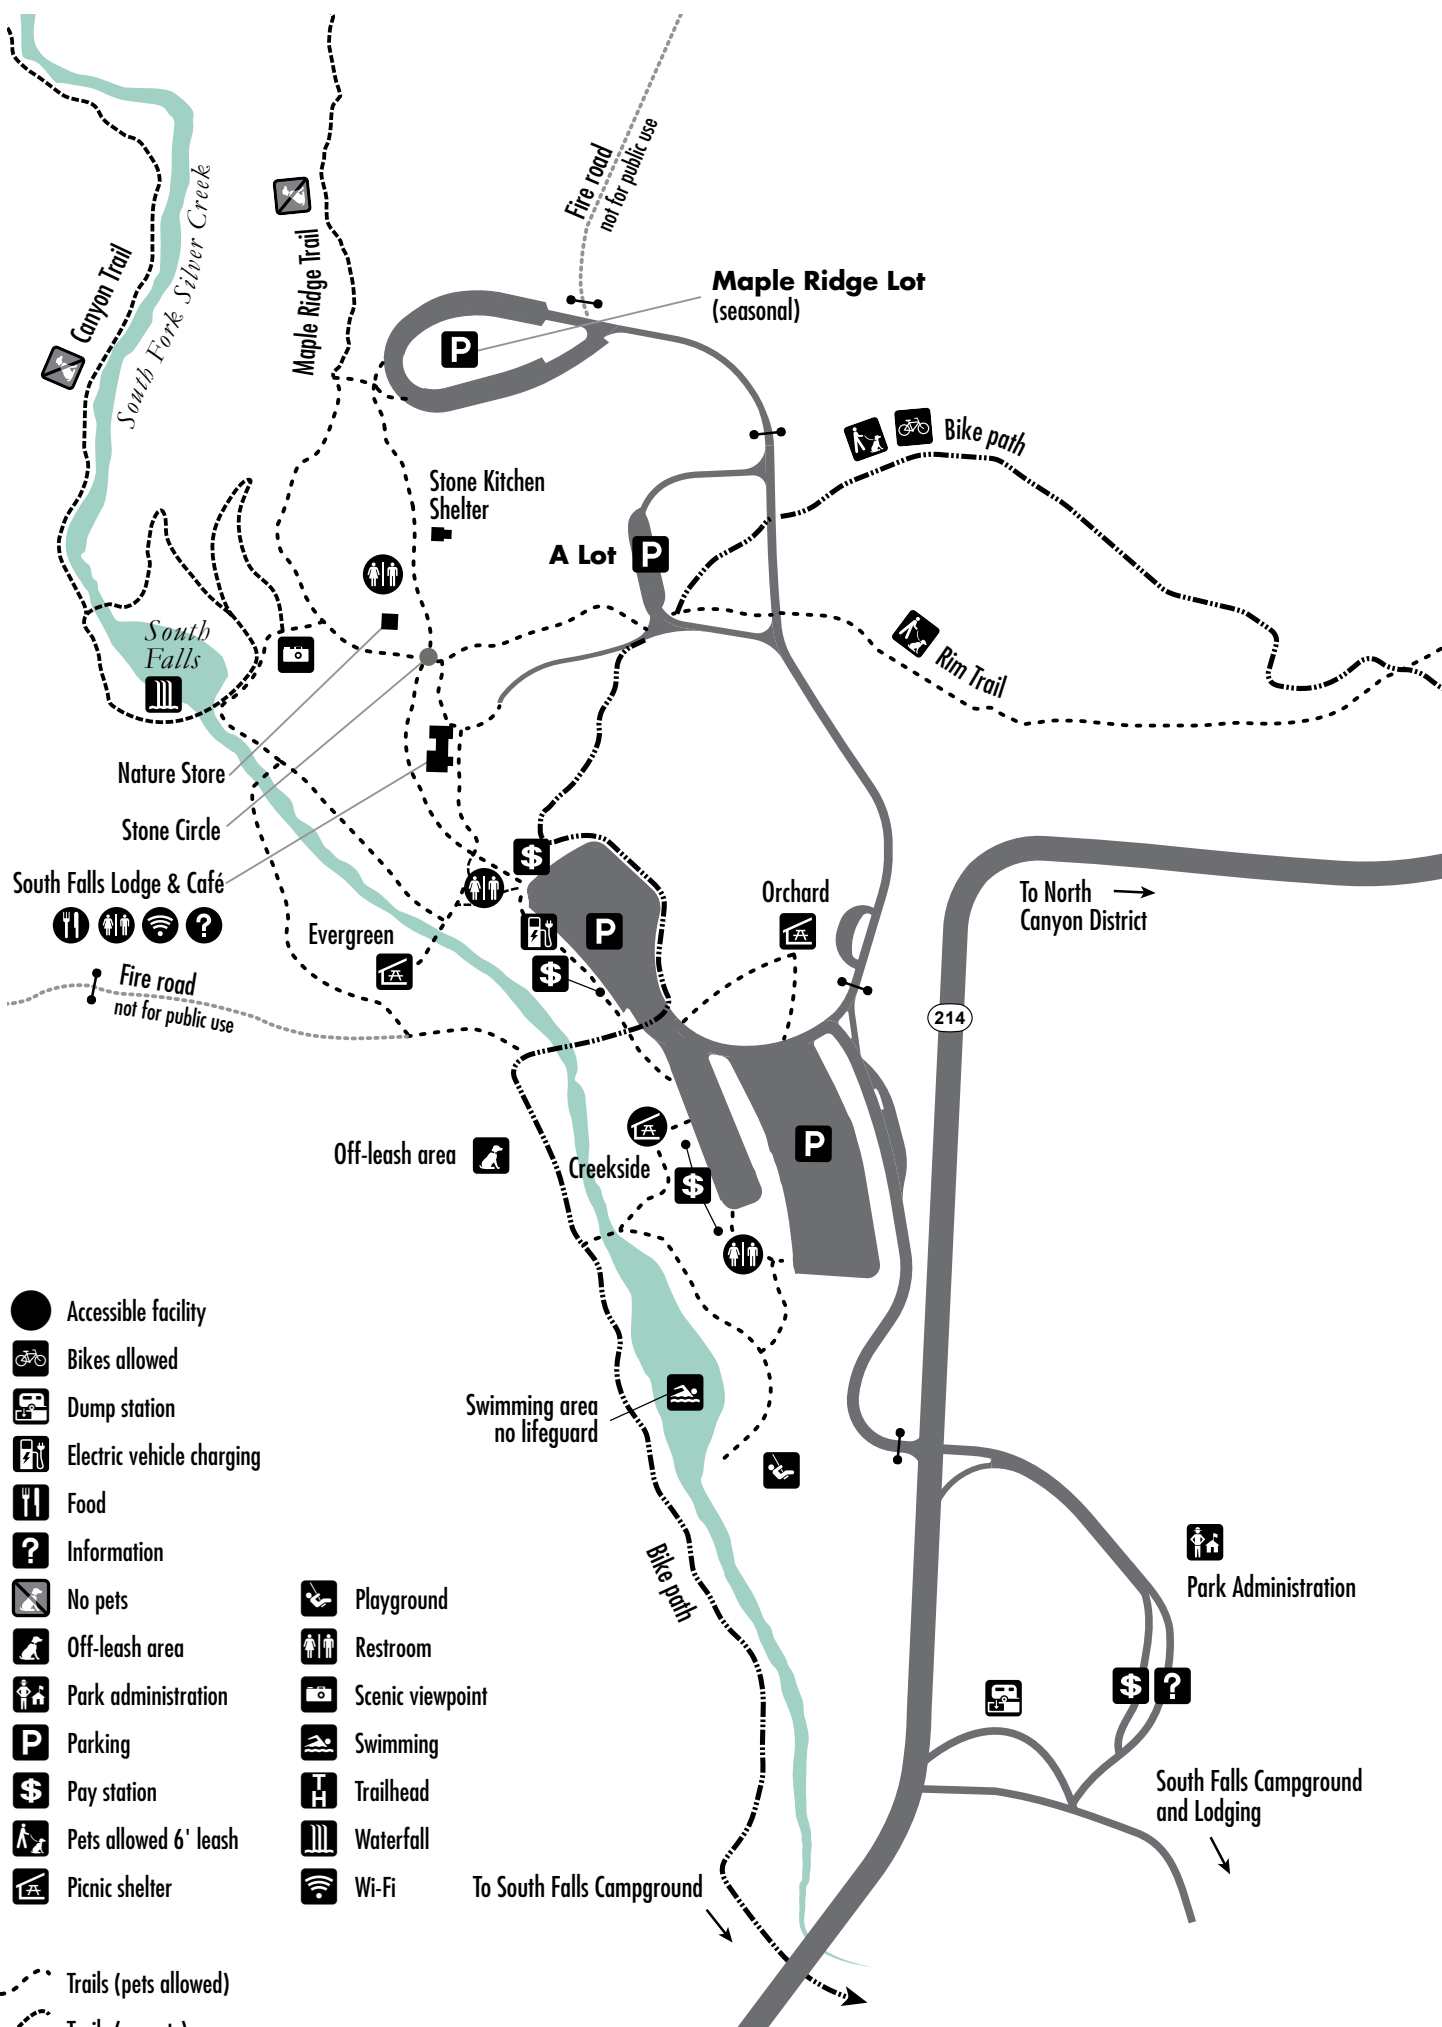 Fire road
not for public use
South Fork Silver Creek
Canyon Trail
Maple Ridge Trail
Maple Ridge Lot
(seasonal)
P
Bike path
Stone Kitchen
Shelter
A Lot
P
South
Falls
Rim Trail
Nature Store
Stone Circle
South Falls Lodge & Café
?
$
Orchard
To North
Canyon District
Evergreen
P
$
Fire road
not for public use
214
Off-leash area
Creekside
P
$
Swimming area
no lifeguard
Bike path
Park Administration
$
?
South Falls Campground
and Lodging
To South Falls Campground
Accessible facility
Bikes allowed
Dump station
Electric vehicle charging
Food
? Information
No pets
Off-leash area
Park administration
P Parking
$ Pay station
Pets allowed 6' leash
Picnic shelter
Playground
Restroom
Scenic viewpoint
Swimming
TH Trailhead
Waterfall
Wi-Fi
Trails (pets allowed)